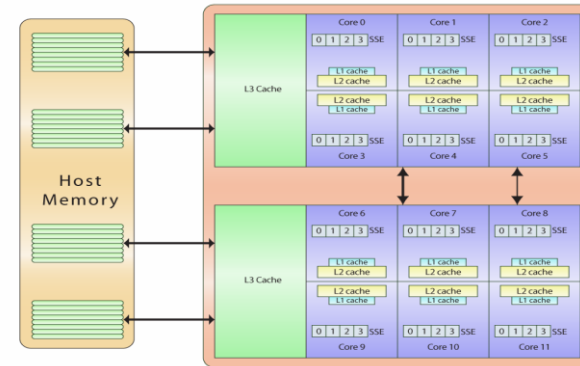 Host
Memory
L3 Cache
Core 0
0 1 2 3 SSE
L1 cache
L2 cache
Core 1
0 1 2 3 SSE
L1 cache
L2 cache
Core 2
0 1 2 3 SSE
L1 cache
L2 cache
L2 cache
L1 cache
0 1 2 3 SSE
Core 3
L2 cache
L1 cache
0 1 2 3 SSE
Core 4
L2 cache
L1 cache
0 1 2 3 SSE
Core 5
L3 Cache
Core 6
0 1 2 3 SSE
L1 cache
L2 cache
Core 7
0 1 2 3 SSE
L1 cache
L2 cache
Core 8
0 1 2 3 SSE
L1 cache
L2 cache
L2 cache
L1 cache
0 1 2 3 SSE
Core 9
L2 cache
L1 cache
0 1 2 3 SSE
Core 10
L2 cache
L1 cache
0 1 2 3 SSE
Core 11